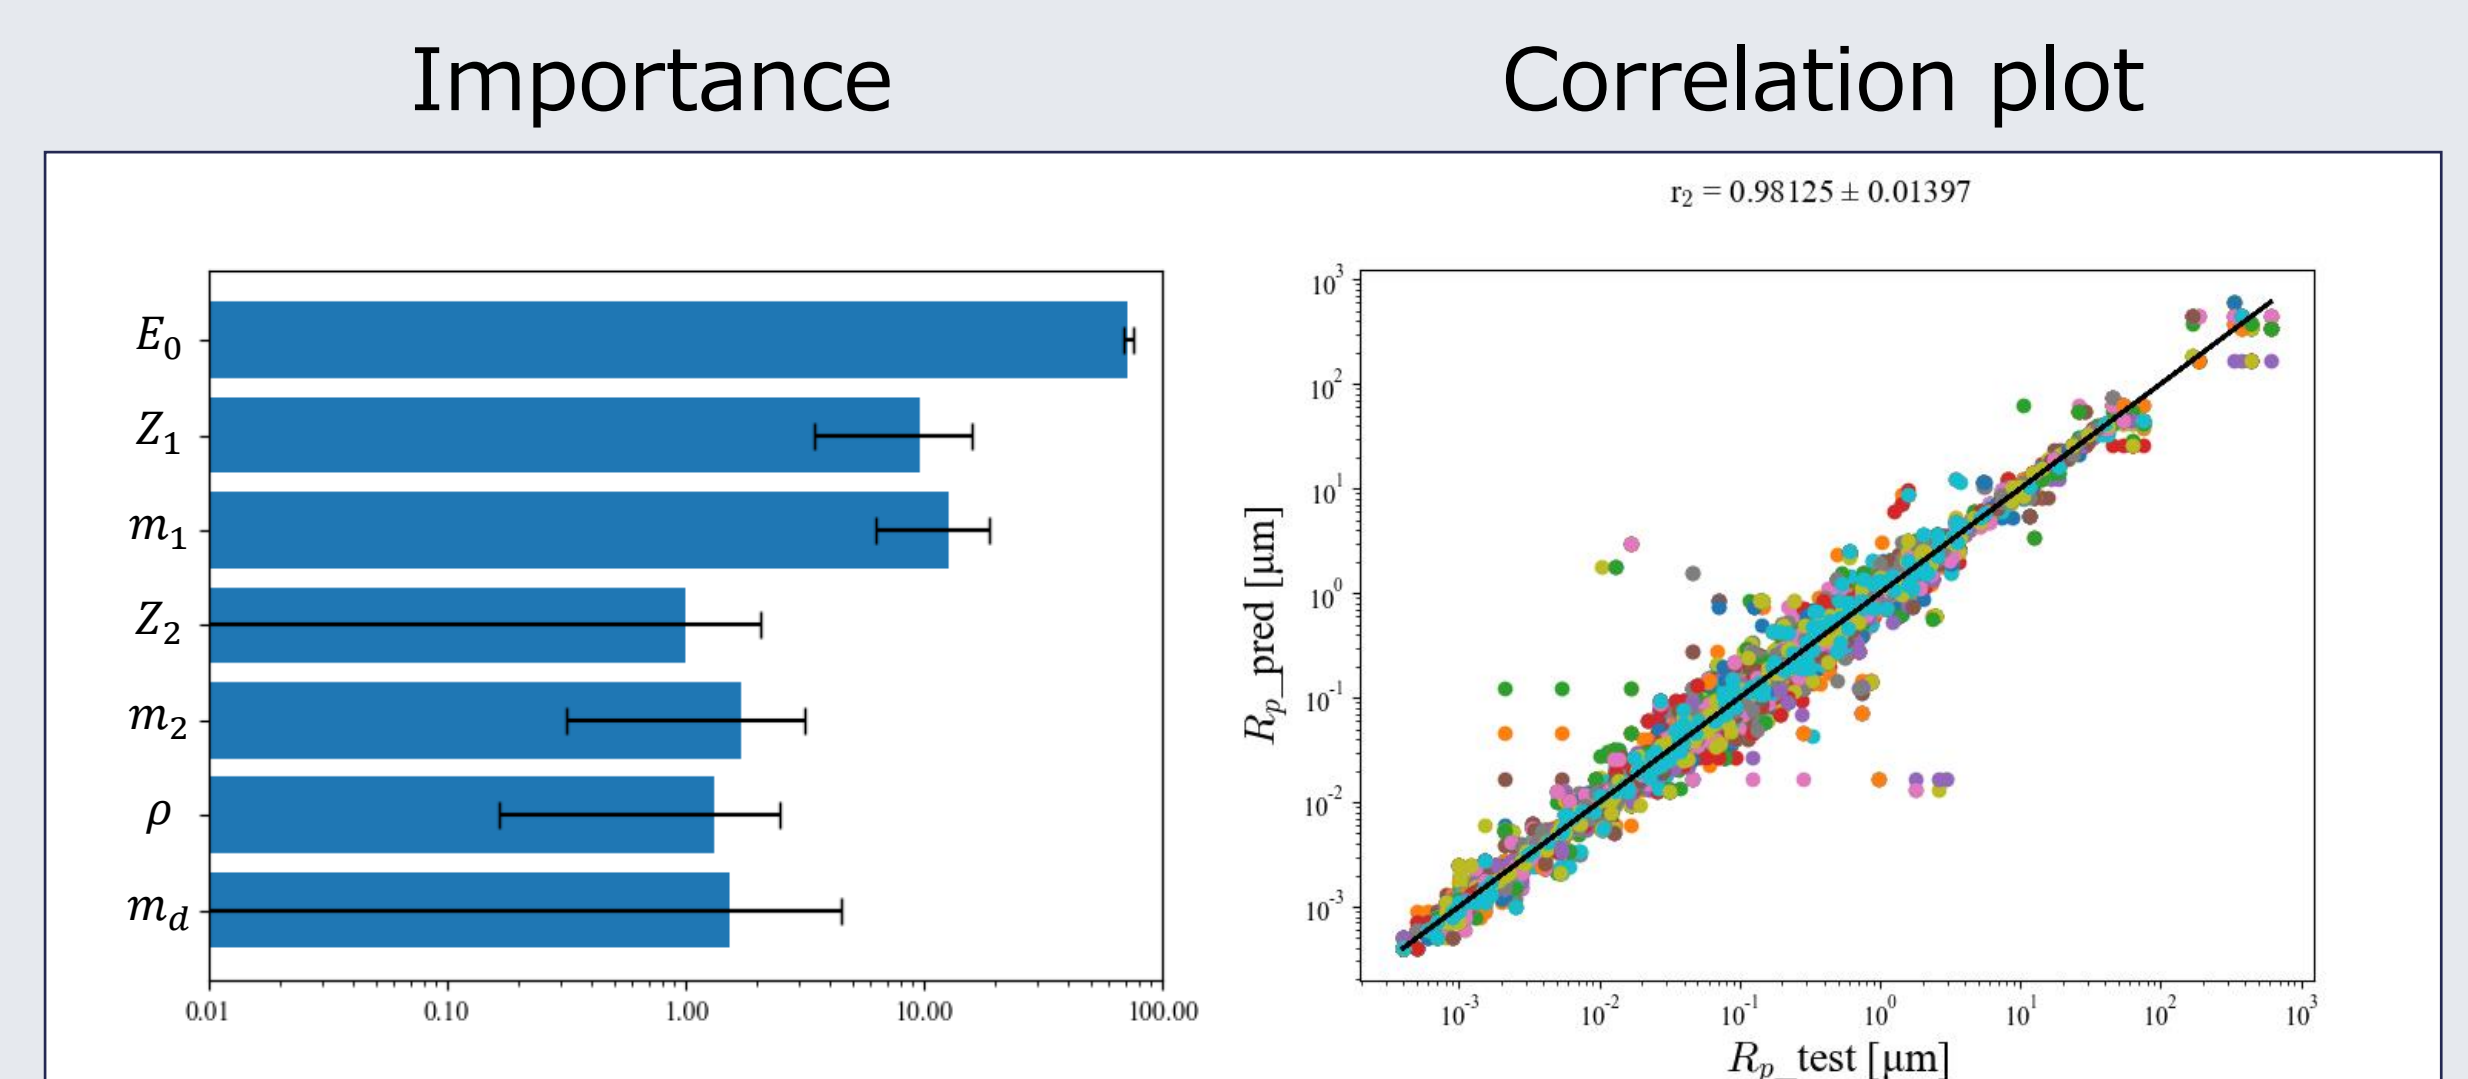 Importance
Correlation plot
r₂ = 0.98125 ± 0.01397
E₀
Z₁
m₁
Z₂
m₂
ρ
m_d
0.01 0.10 1.00 10.00 100.00
R_p_pred [μm]
10³
10²
10¹
10⁰
10⁻¹
10⁻²
10⁻³
10⁻³ 10⁻² 10⁻¹ 10⁰ 10¹ 10² 10³
R_p_test [μm]